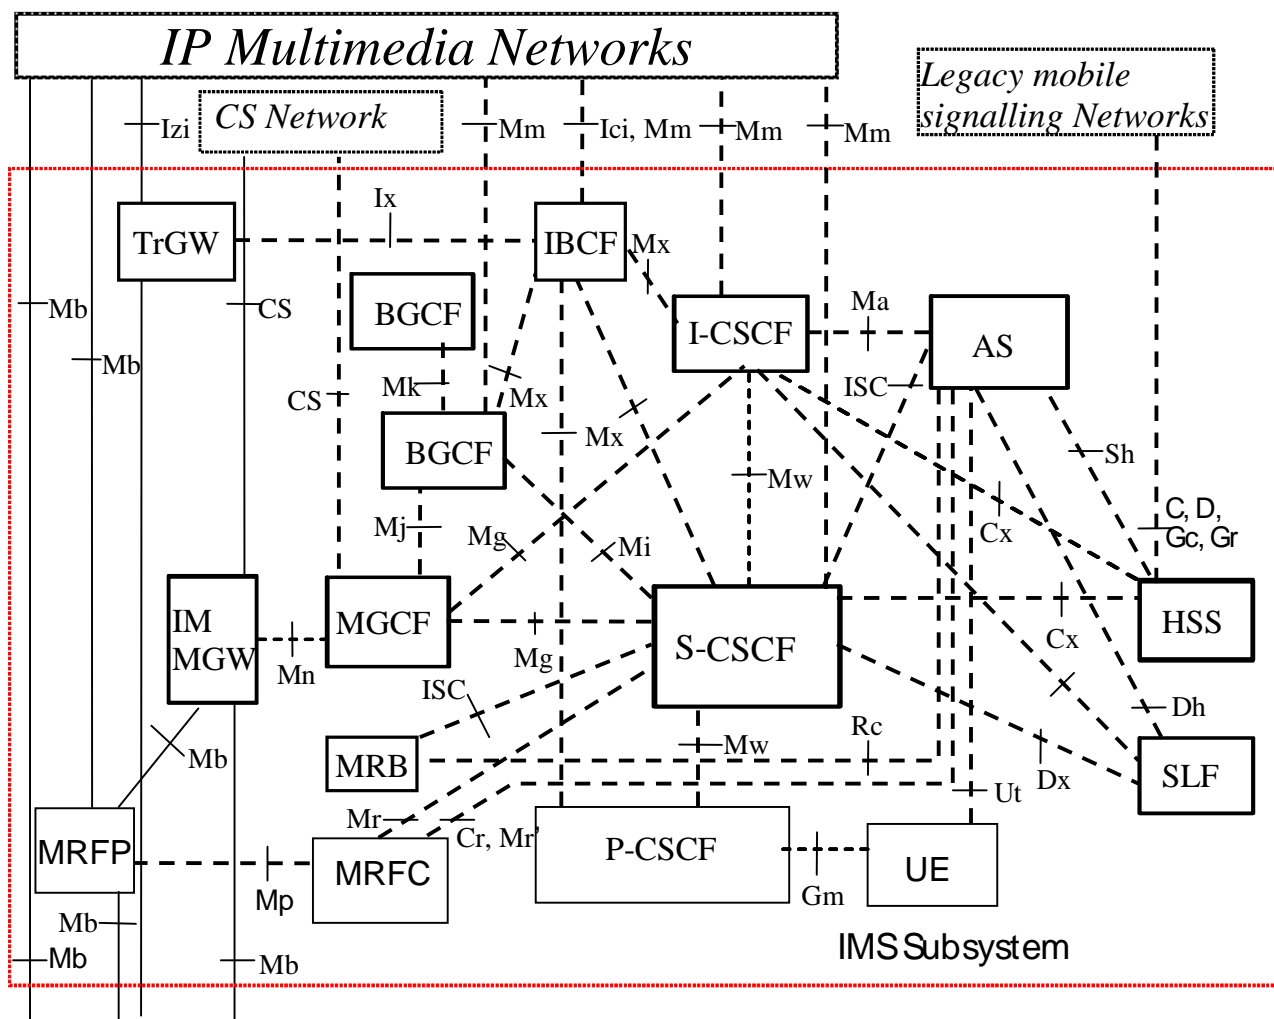 IP Multimedia Networks
Legacy mobile
signalling Networks
CS Network
Izi
Mm
Ici, Mm
Mm
Mm
Ix
TrGW
IBCF
Mx
Mb
CS
BGCF
I-CSCF
Ma
AS
Mb
Mk
CS
Mx
ISC
Mx
BGCF
Mw
Sh
Mj
Mg
Mi
Cx
C, D,
Gc, Gr
IM
MGW
MGCF
Mn
Mg
S-CSCF
Cx
HSS
ISC
Mb
Rc
Dh
MRB
Mw
Dx
SLF
Mr
Cr, Mr'
Ut
MRFP
MRFC
P-CSCF
UE
Mp
Gm
Mb
Mb
Mb
IMS Subsystem